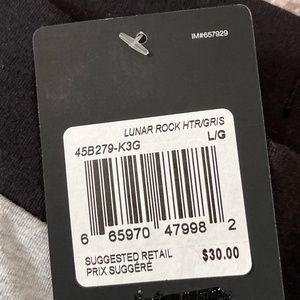 IM#657929
LUNAR ROCK HTR/GRIS
45B279-K3G L/G
6 65970 47998 2
SUGGESTED RETAIL
PRIX SUGGÉRÉ $30.00